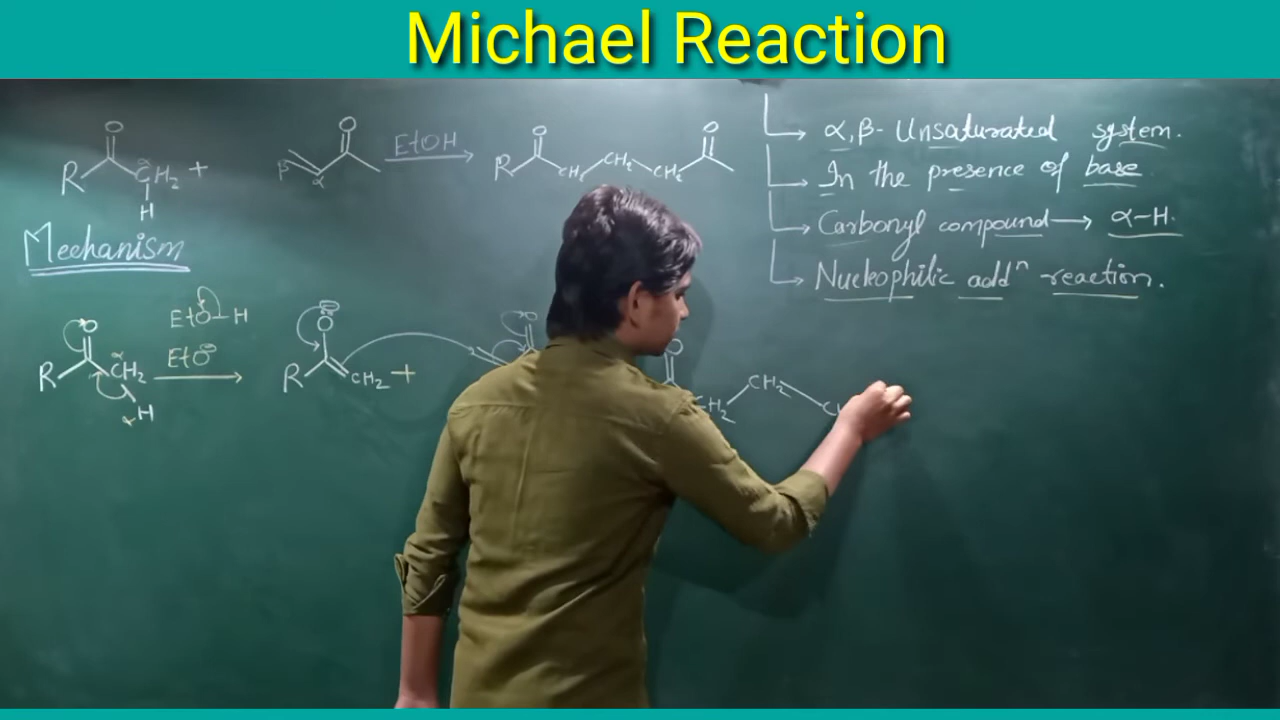 Michael Reaction
α,β- Unsaturated system.
In the presence of base
Carbonyl compound → α-H.
Nucleophilic addⁿ reaction.
O O EtOH O O
R CH₂ + β α → R CH₂ CH₂ CH₂
α
H
Mechanism
EtO-H
O EtO⊖ O⊖ O O
R CH₂ → R CH₂ + CH₂ CH₂
α
α H